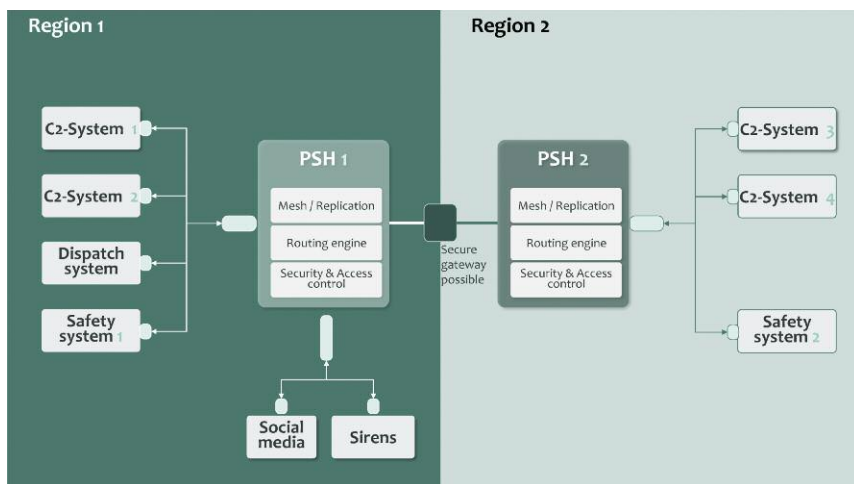 Region 1
Region 2
C2-System 1
C2-System 2
Dispatch
system
Safety
system 1
PSH 1
Mesh / Replication
Routing engine
Security & Access
control
Social
media
Sirens
Secure
gateway
possible
PSH 2
Mesh / Replication
Routing engine
Security & Access
control
C2-System 3
C2-System 4
Safety
system 2